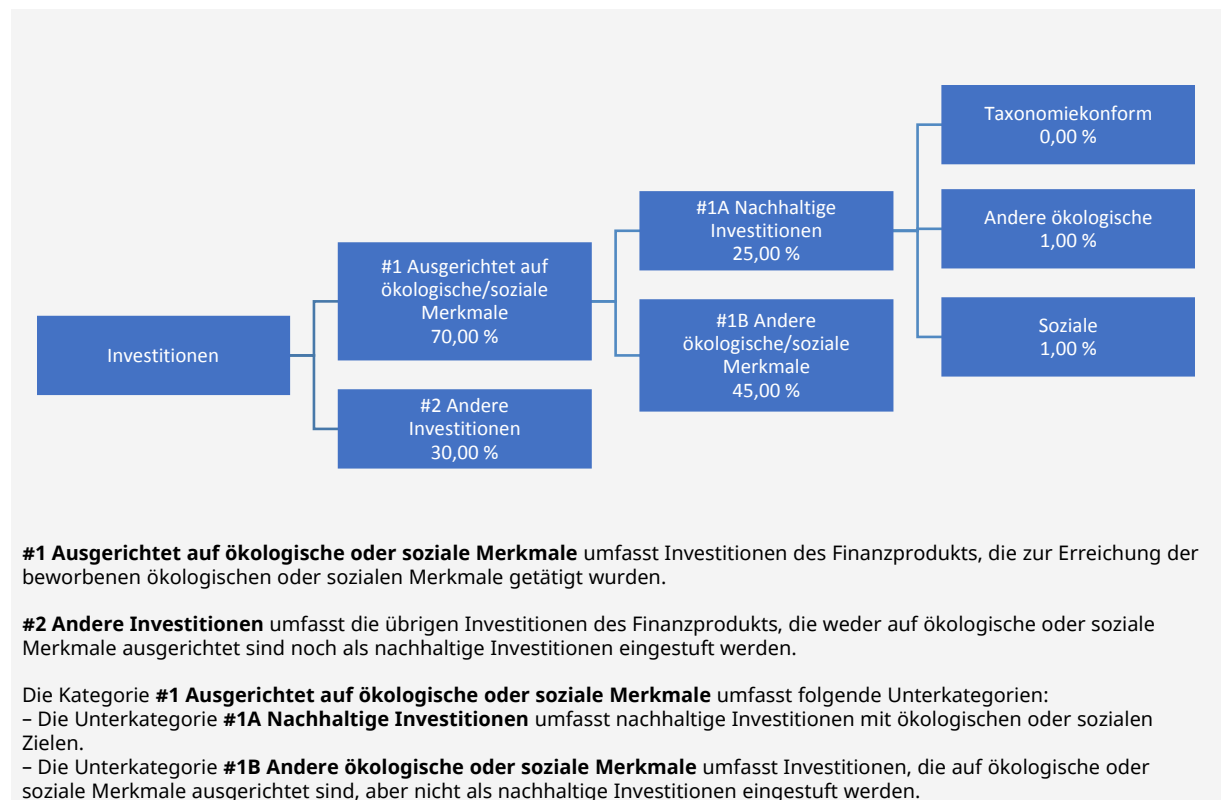 Investitionen
#1 Ausgerichtet auf
ökologische/soziale
Merkmale
70,00 %
#2 Andere
Investitionen
30,00 %
#1A Nachhaltige
Investitionen
25,00 %
#1B Andere
ökologische/soziale
Merkmale
45,00 %
Taxonomiekonform
0,00 %
Andere ökologische
1,00 %
Soziale
1,00 %
#1 Ausgerichtet auf ökologische oder soziale Merkmale umfasst Investitionen des Finanzprodukts, die zur Erreichung der
beworbenen ökologischen oder sozialen Merkmale getätigt wurden.
#2 Andere Investitionen umfasst die übrigen Investitionen des Finanzprodukts, die weder auf ökologische oder soziale
Merkmale ausgerichtet sind noch als nachhaltige Investitionen eingestuft werden.
Die Kategorie #1 Ausgerichtet auf ökologische oder soziale Merkmale umfasst folgende Unterkategorien:
– Die Unterkategorie #1A Nachhaltige Investitionen umfasst nachhaltige Investitionen mit ökologischen oder sozialen
Zielen.
– Die Unterkategorie #1B Andere ökologische oder soziale Merkmale umfasst Investitionen, die auf ökologische oder
soziale Merkmale ausgerichtet sind, aber nicht als nachhaltige Investitionen eingestuft werden.